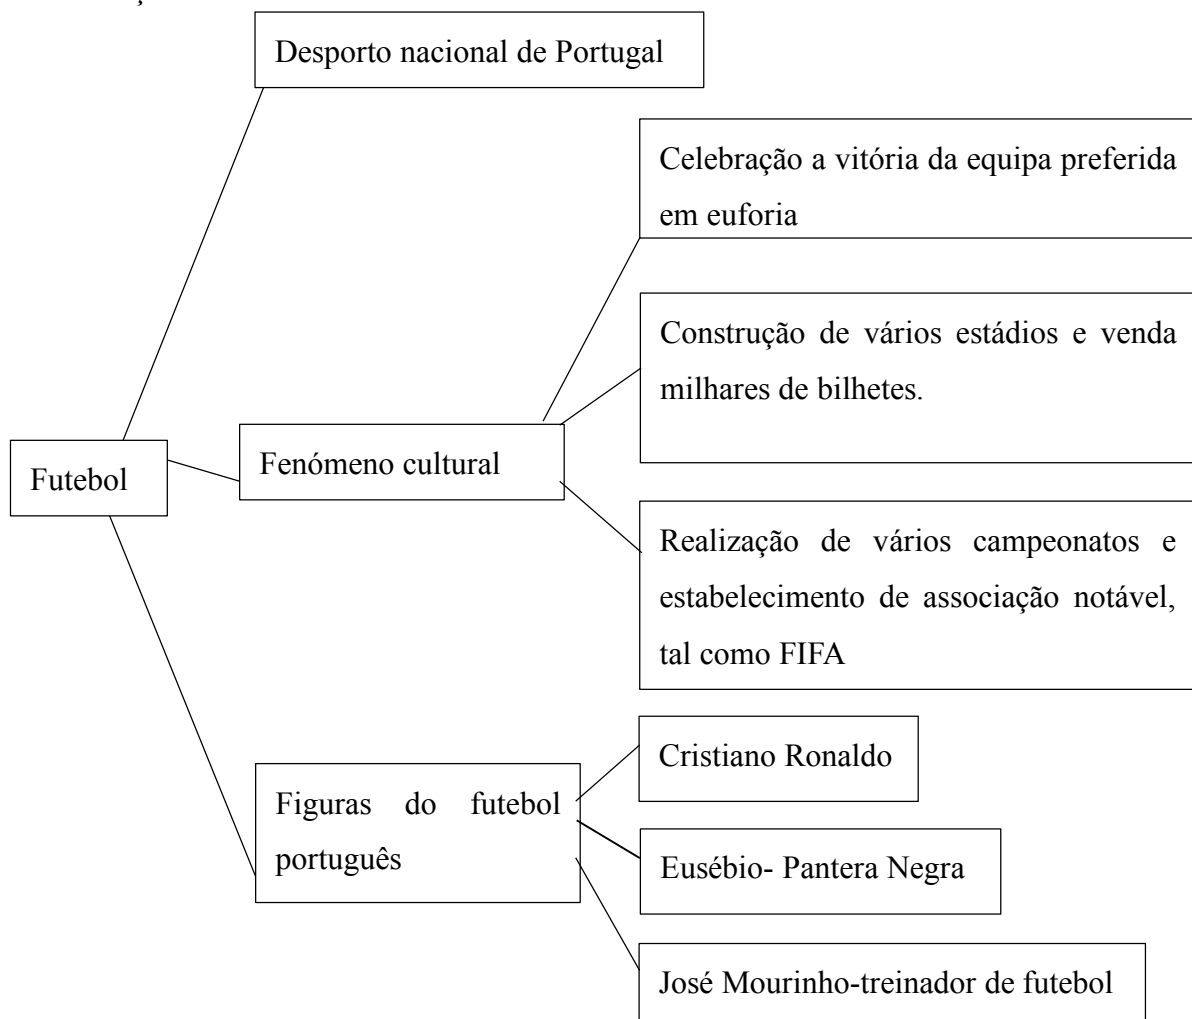 Desporto nacional de Portugal
Celebração a vitória da equipa preferida
em euforia
Construção de vários estádios e venda
milhares de bilhetes.
Futebol
Fenómeno cultural
Realização de vários campeonatos e
estabelecimento de associação notável,
tal como FIFA
Figuras do futebol
português
Cristiano Ronaldo
Eusébio- Pantera Negra
José Mourinho-treinador de futebol